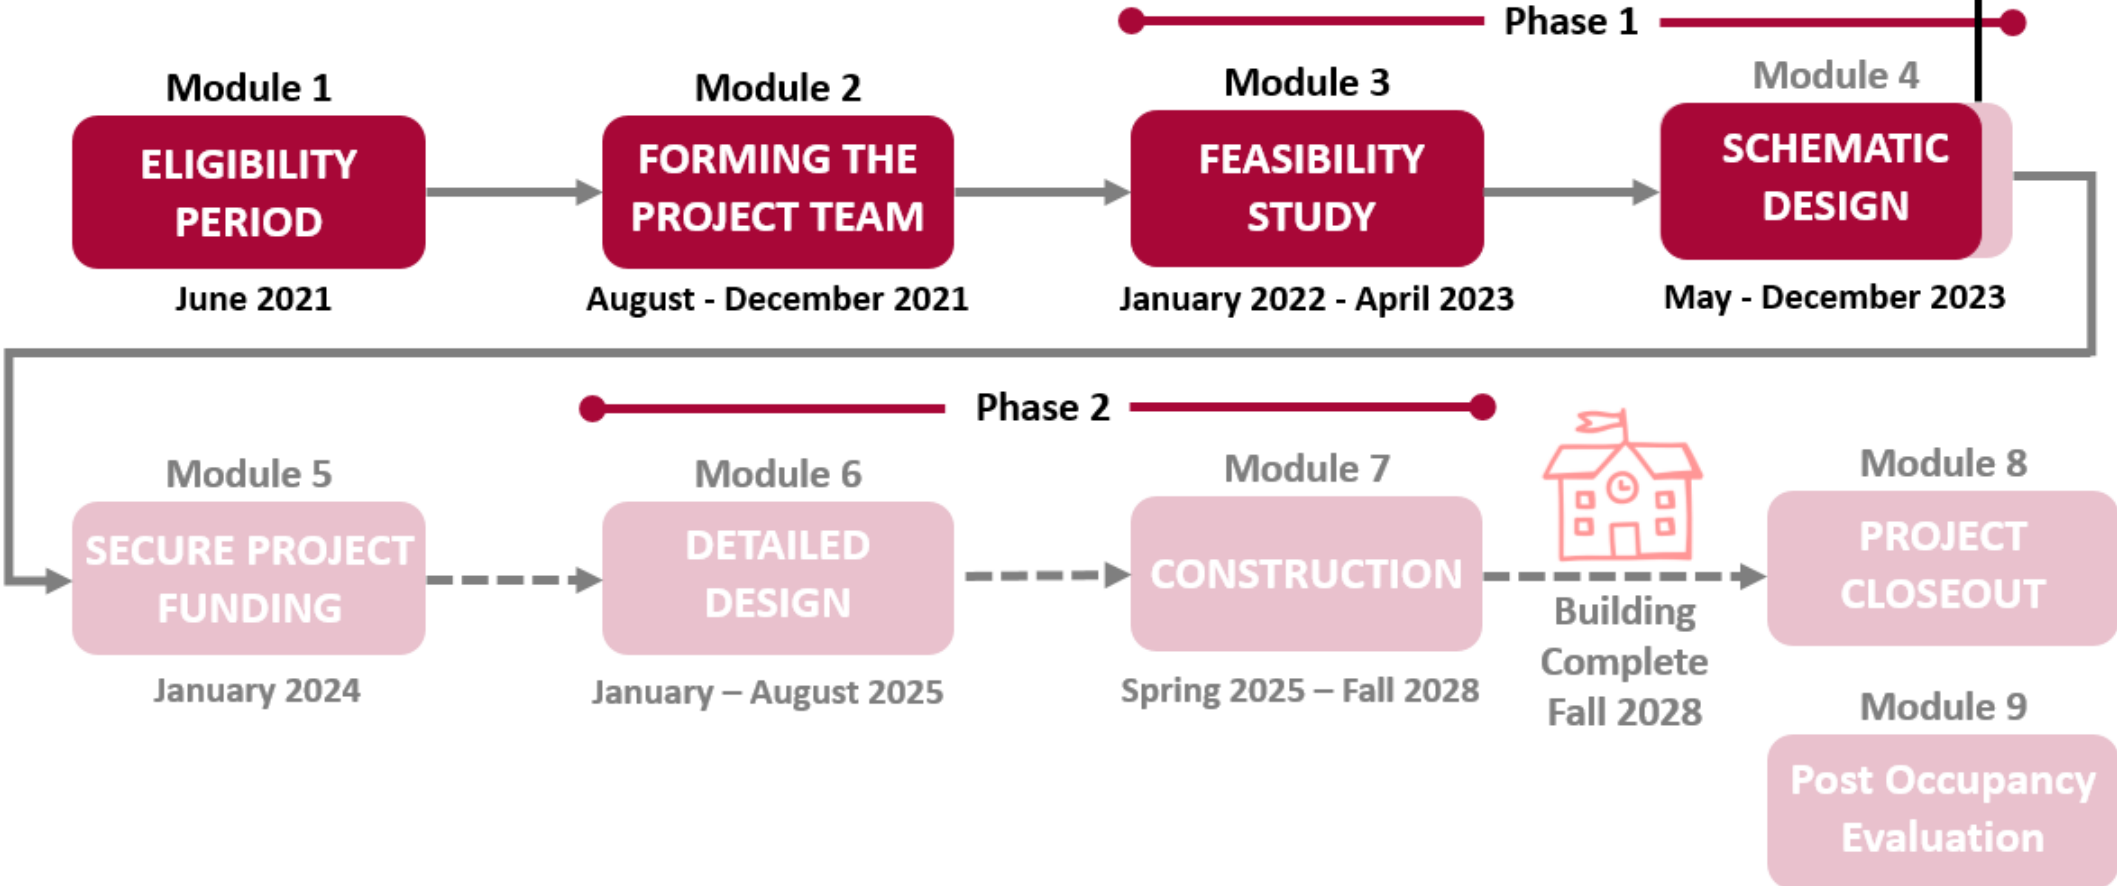 Phase 1
Module 1
Module 2
Module 3
Module 4
ELIGIBILITY
PERIOD
FORMING THE
PROJECT TEAM
FEASIBILITY
STUDY
SCHEMATIC
DESIGN
June 2021
August - December 2021
January 2022 - April 2023
May - December 2023
Phase 2
Module 5
Module 6
Module 7
Module 8
SECURE PROJECT
FUNDING
DETAILED
DESIGN
CONSTRUCTION
PROJECT
CLOSEOUT
January 2024
January – August 2025
Spring 2025 – Fall 2028
Building
Complete
Fall 2028
Module 9
Post Occupancy
Evaluation